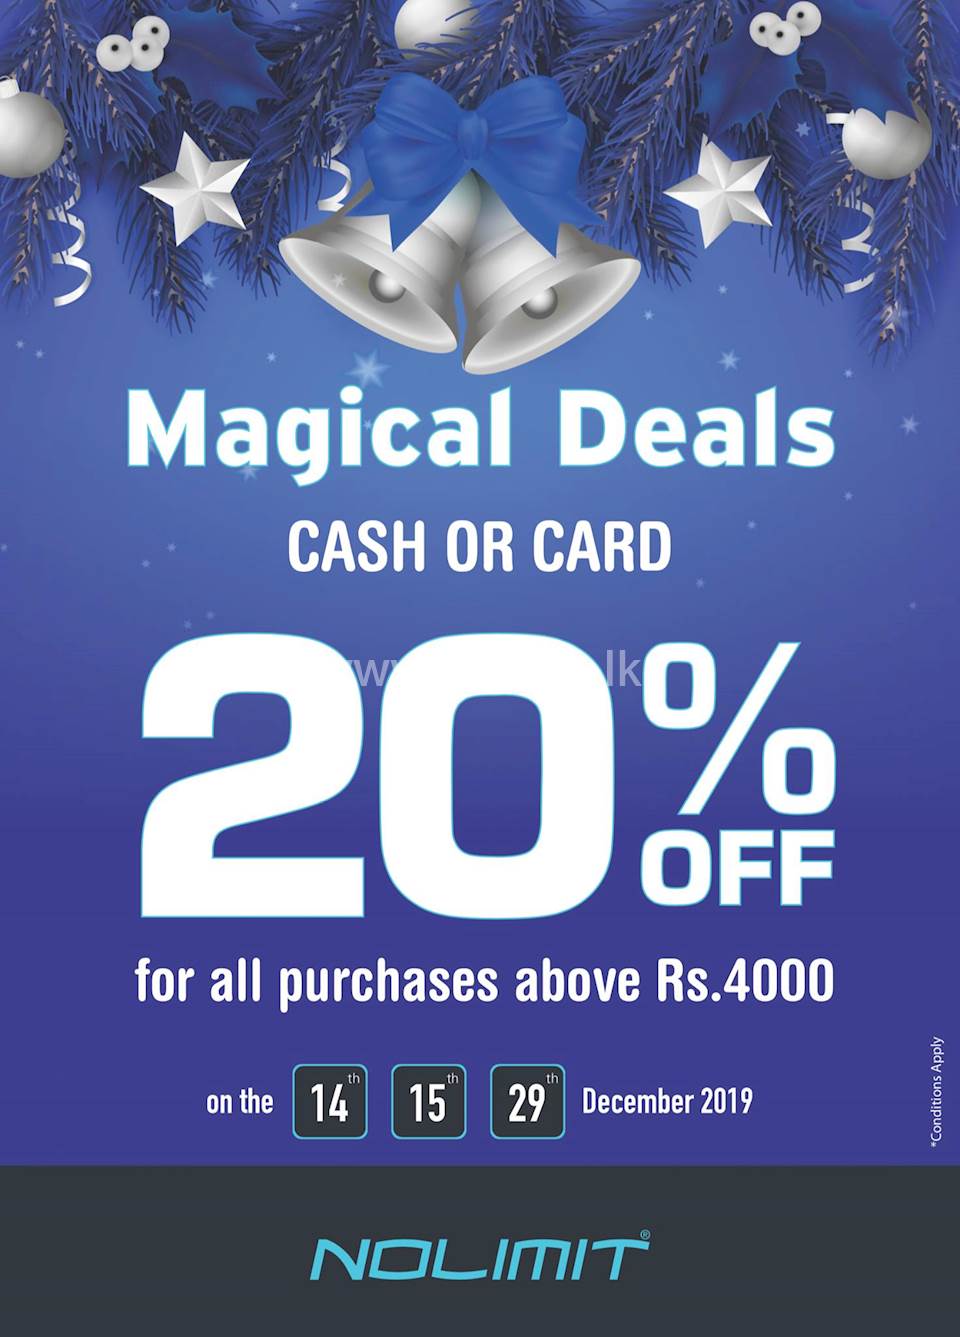 Magical Deals
CASH OR CARD
20% OFF
for all purchases above Rs.4000
on the 14th 15th 29th December 2019
*Conditions Apply
NOLIMIT®